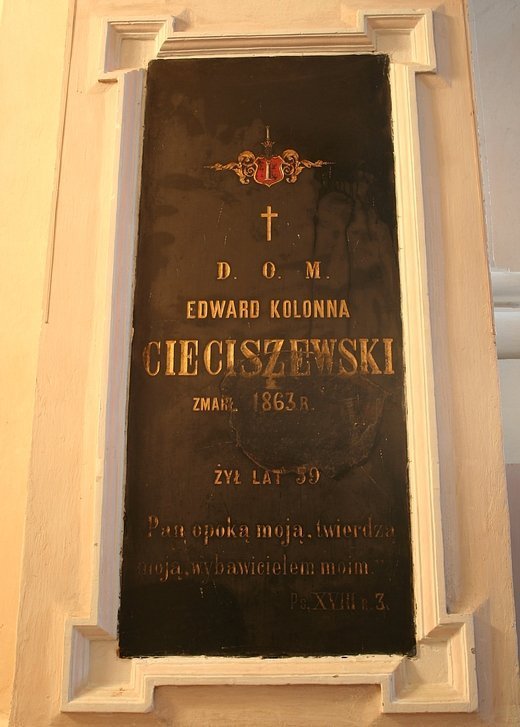 D. O. M.
EDWARD KOLONNA
CIECISZEWSKI
ZMARŁ. 1863 R.
ŻYŁ LAT 59
Pan opoką moją, twierdzą
moją, wybawicielem moim."
Ps. XVIII w. 3.